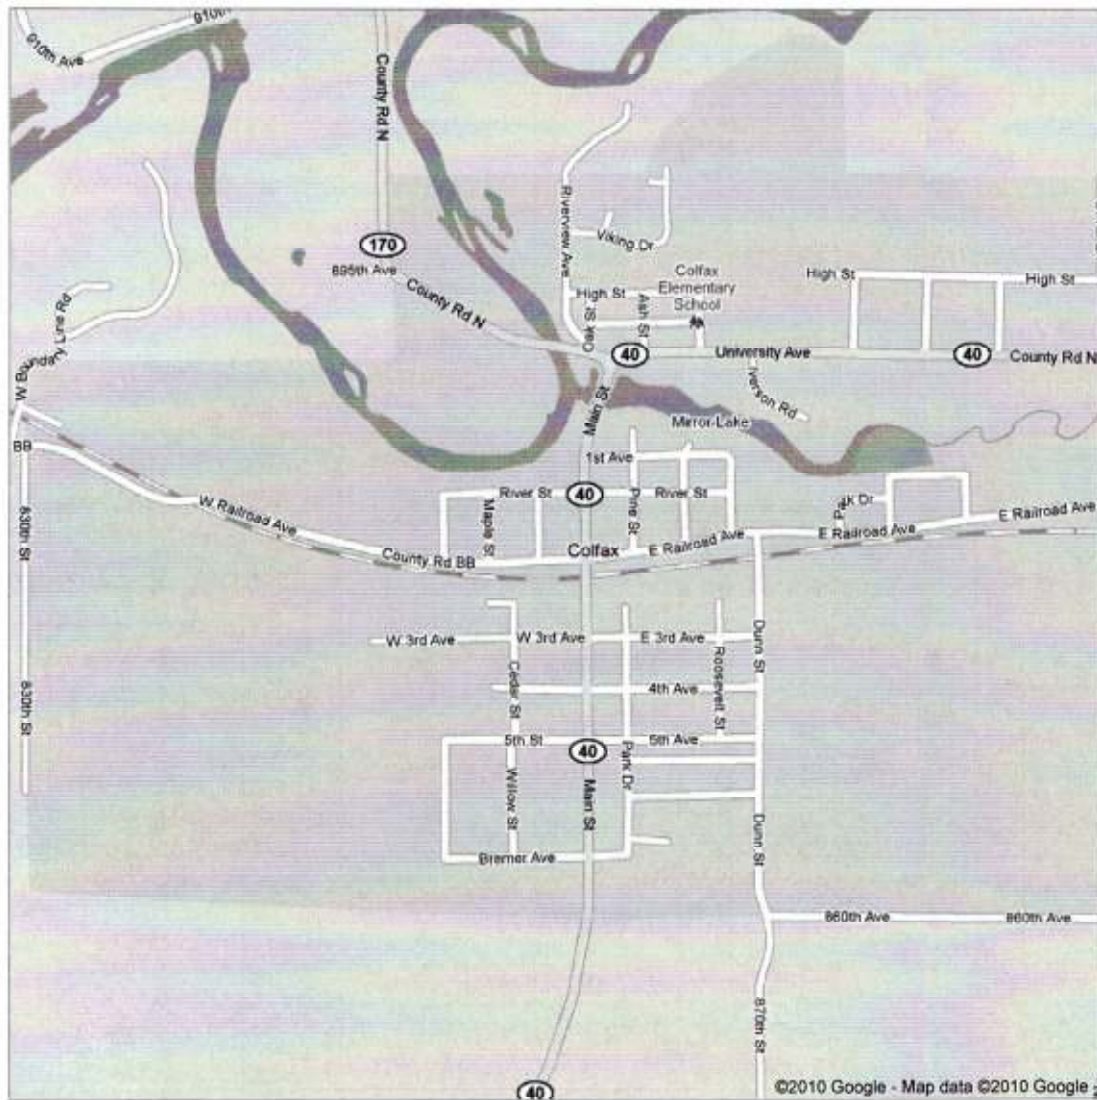 910th
910th Ave
County Rd N
170
895th Ave
County Rd N
Riverview Ave
Viking Dr
Colfax
Elementary
School
High St
Ash St
Oak St
High St
High St
40
University Ave
40
County Rd N
W Boundary Line Rd
Iverson Rd
Main St
Mirror Lake
BB
1st Ave
W Railroad Ave
River St
40
River St
Maple St
Pine St
830th St
County Rd BB
Colfax
E Railroad Ave
E Railroad Ave
E Railroad Ave
W 3rd Ave
W 3rd Ave
E 3rd Ave
Dunn St
Cedar St
Roosevelt St
830th St
4th Ave
5th St
40
5th Ave
Park Dr
Willow St
Main St
Dunn St
Bremer Ave
860th Ave
860th Ave
870th St
40
©2010 Google - Map data ©2010 Google